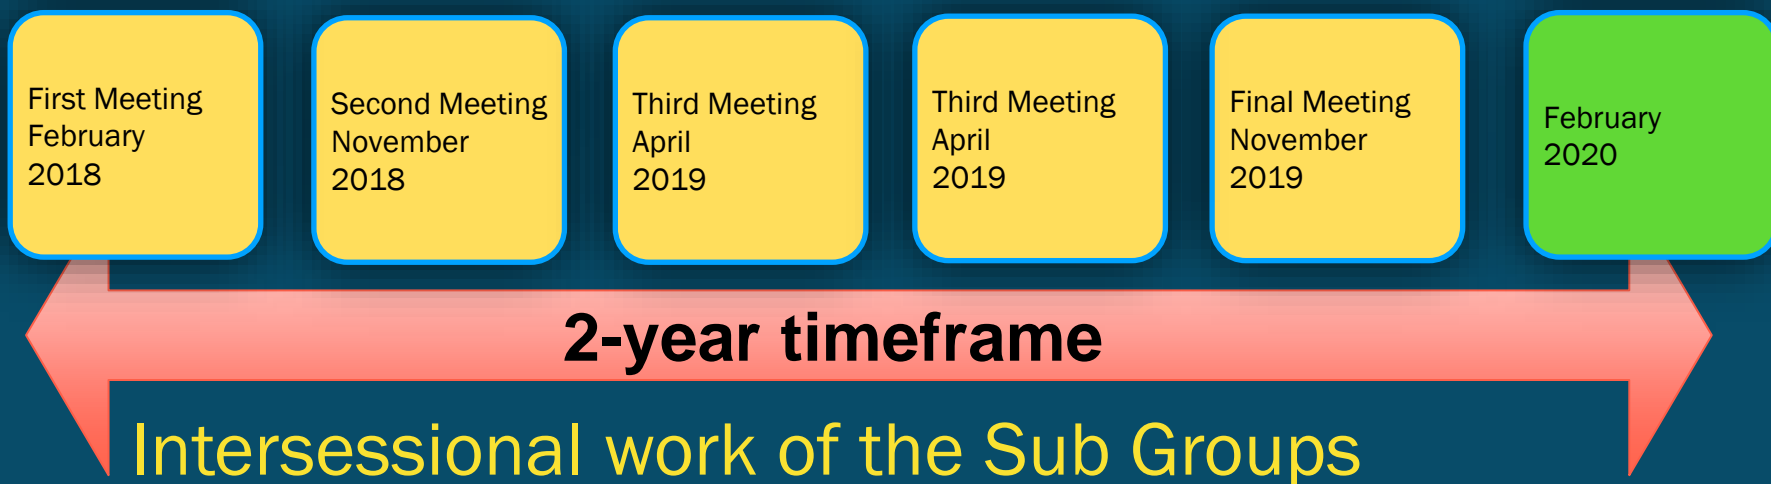 First Meeting
February
2018
Second Meeting
November
2018
Third Meeting
April
2019
Third Meeting
April
2019
Final Meeting
November
2019
February
2020
2-year timeframe
Intersessional work of the Sub Groups